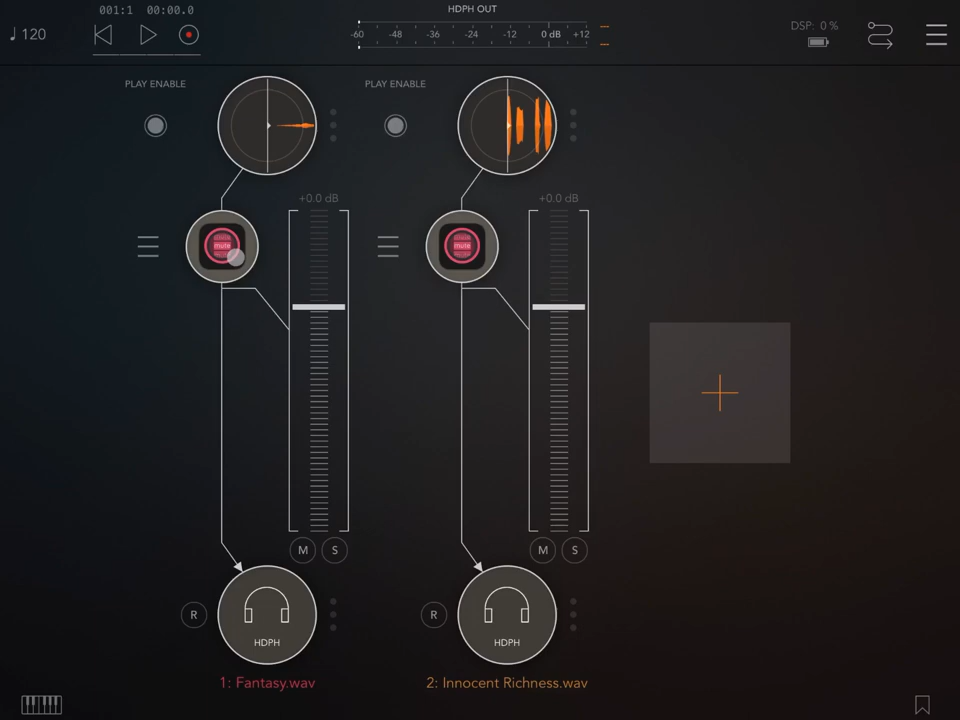 001:1 00:00.0
HDPH OUT
120
-60 -48 -36 -24 -12 0 dB +12
DSP: 0 %
PLAY ENABLE
PLAY ENABLE
+0.0 dB
+0.0 dB
mute
mute
M S
M S
R
HDPH
R
HDPH
1: Fantasy.wav
2: Innocent Richness.wav